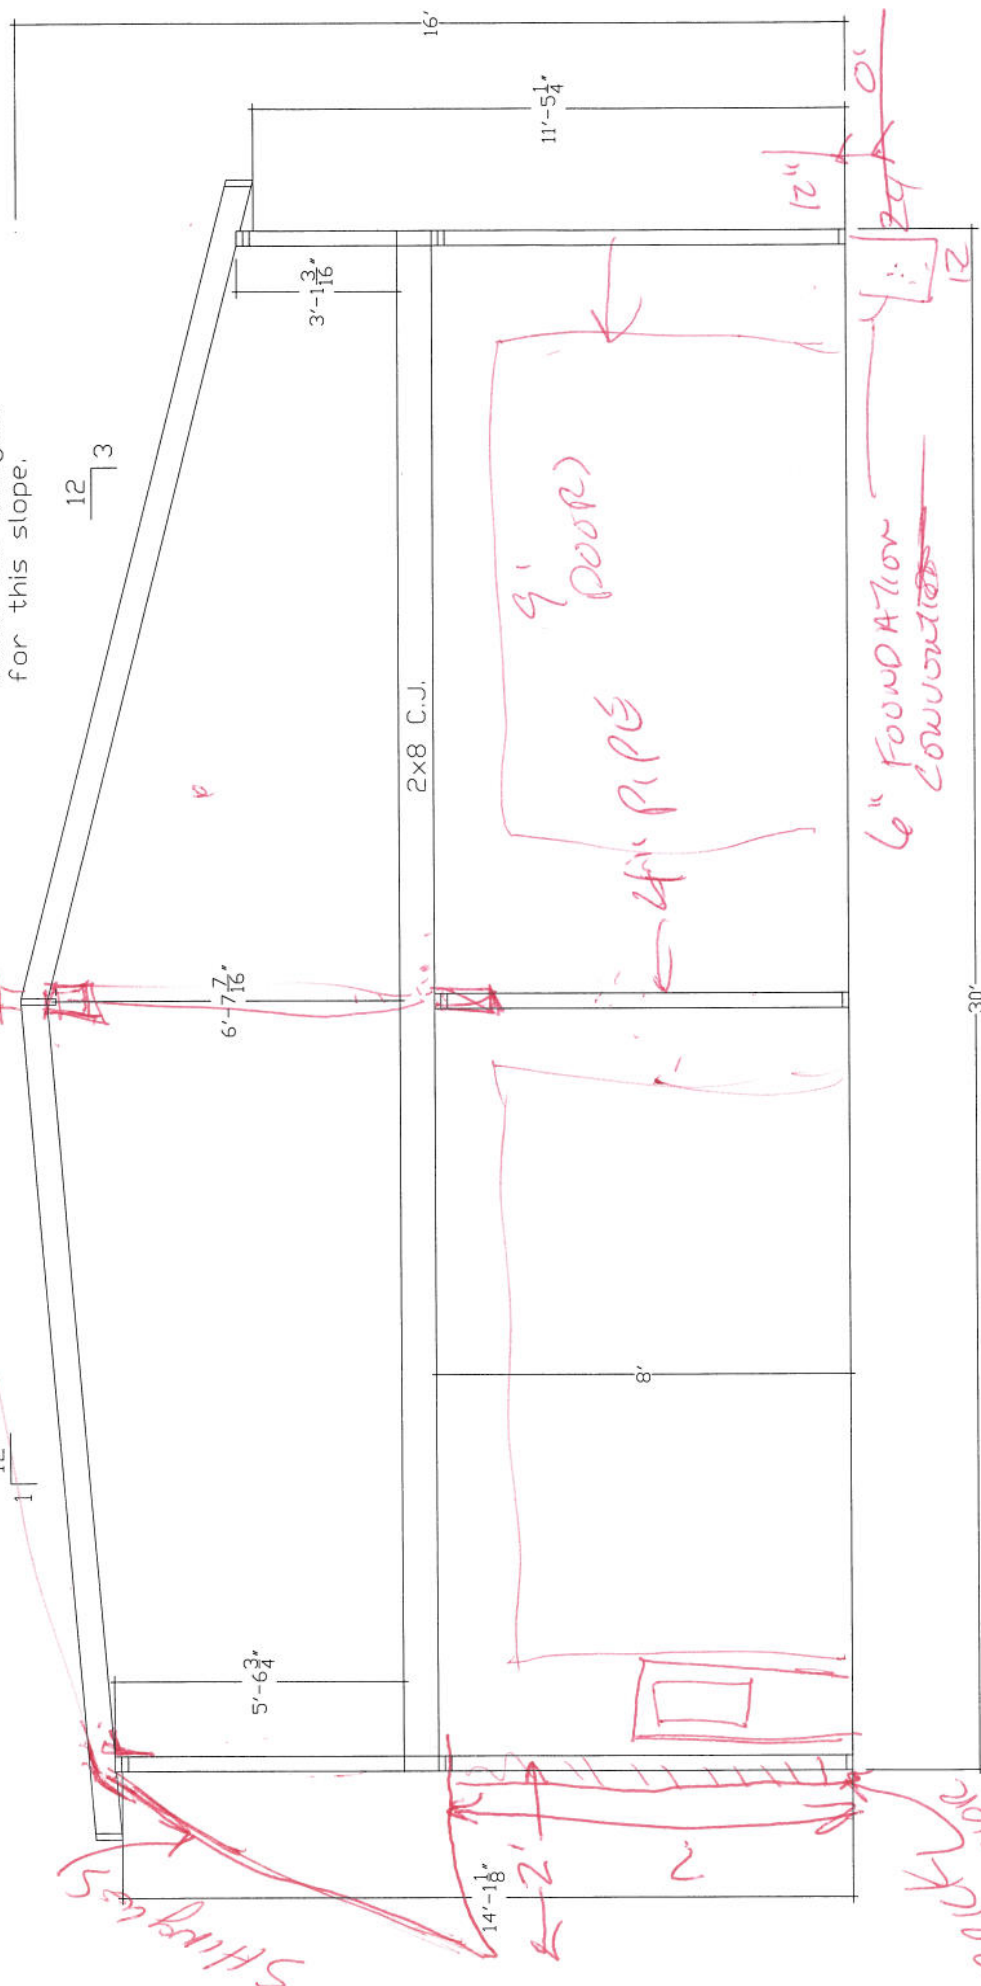 for this slope.
12
3
1
16'
11'-5 1/4"
3'-1 3/16"
6'-7 7/16"
5'-6 3/4"
14'-1 1/8"
2x8 C.J.
8'
30'
SHingles
2'
9'
DOOR)
4" PIPE
12"
0'
24
12
6" FOUNDATION